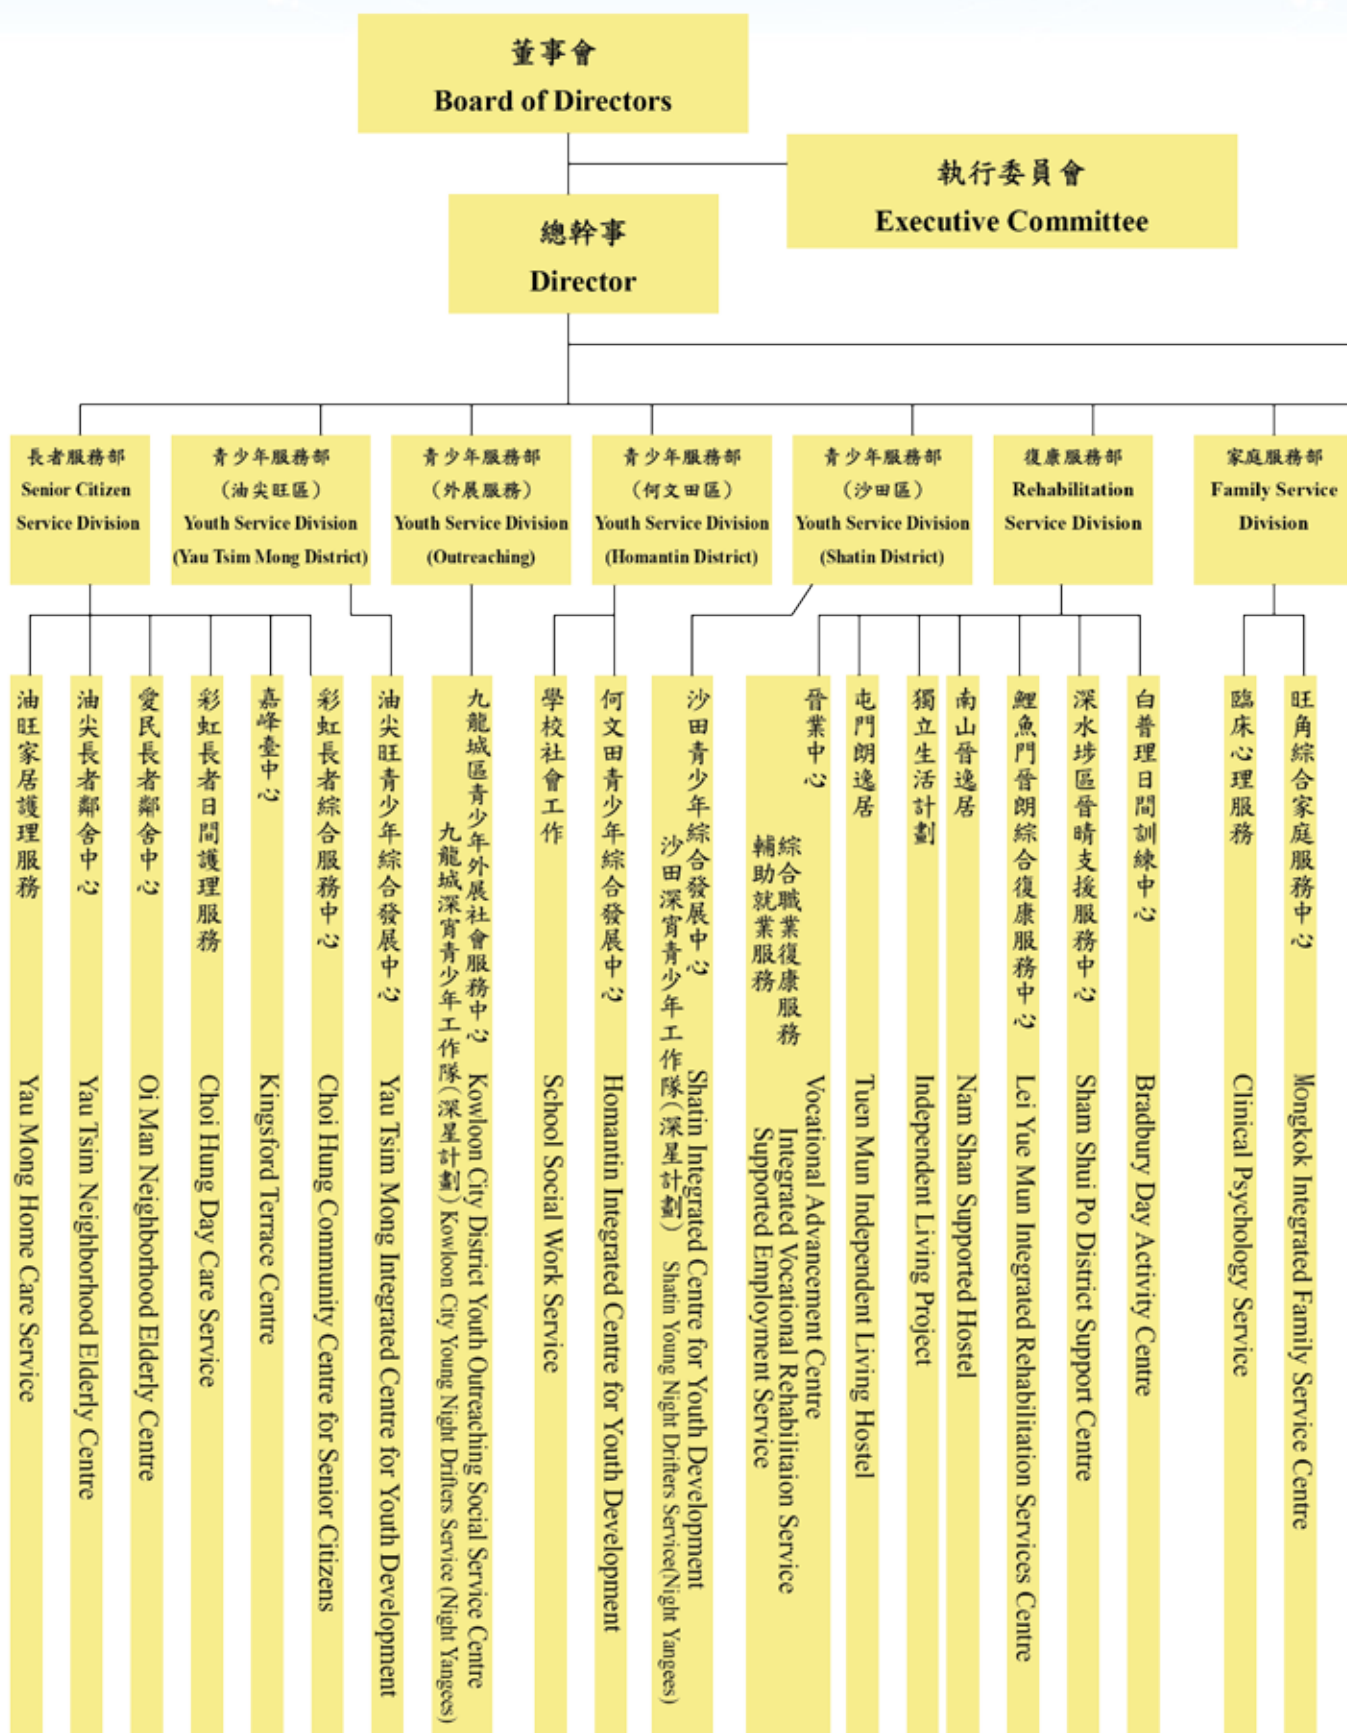 董事會
Board of Directors
執行委員會
Executive Committee
總幹事
Director
長者服務部
Senior Citizen
Service Division
青少年服務部
（油尖旺區）
Youth Service Division
(Yau Tsim Mong District)
青少年服務部
（外展服務）
Youth Service Division
(Outreaching)
青少年服務部
（何文田區）
Youth Service Division
(Homantin District)
青少年服務部
（沙田區）
Youth Service Division
(Shatin District)
復康服務部
Rehabilitation
Service Division
家庭服務部
Family Service
Division
油旺家居護理服務 Yau Mong Home Care Service
油尖長者鄰舍中心 Yau Tsim Neighborhood Elderly Centre
愛民長者鄰舍中心 Oi Man Neighborhood Elderly Centre
彩虹長者日間護理服務 Choi Hung Day Care Service
嘉峰臺中心 Kingsford Terrace Centre
彩虹長者綜合服務中心 Choi Hung Community Centre for Senior Citizens
油尖旺青少年綜合發展中心 Yau Tsim Mong Integrated Centre for Youth Development
九龍城區青少年外展社會服務中心 Kowloon City District Youth Outreaching Social Service Centre
九龍城深宵青少年工作隊（深星計劃） Kowloon City Young Night Drifters Service (Night Yangees)
學校社會工作 School Social Work Service
何文田青少年綜合發展中心 Homantin Integrated Centre for Youth Development
沙田青少年綜合發展中心 Shatin Integrated Centre for Youth Development
沙田深宵青少年工作隊（深星計劃） Shatin Young Night Drifters Service(Night Yangees)
晉業中心 Vocational Advancement Centre
綜合職業復康服務 Integrated Vocational Rehabilitaion Service
輔助就業服務 Supported Employment Service
屯門朗逸居 Tuen Mun Independent Living Hostel
獨立生活計劃 Independent Living Project
南山晉逸居 Nam Shan Supported Hostel
鯉魚門晉朗綜合復康服務中心 Lei Yue Mun Integrated Rehabilitation Services Centre
深水埗區晉晴支援服務中心 Sham Shui Po District Support Centre
白普理日間訓練中心 Bradbury Day Activity Centre
臨床心理服務 Clinical Psychology Service
旺角綜合家庭服務中心 Mongkok Integrated Family Service Centre